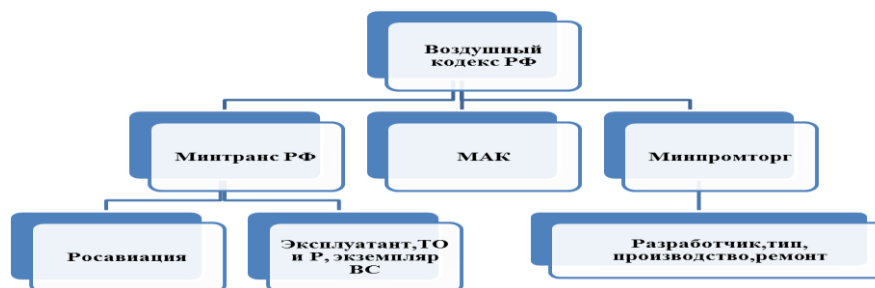 Воздушный
кодекс РФ
Минтранс РФ
МАК
Минпромторг
Росавиация
Эксплуатант,ТО
и Р, экземпляр
ВС
Разработчик,тип,
производство,ремонт